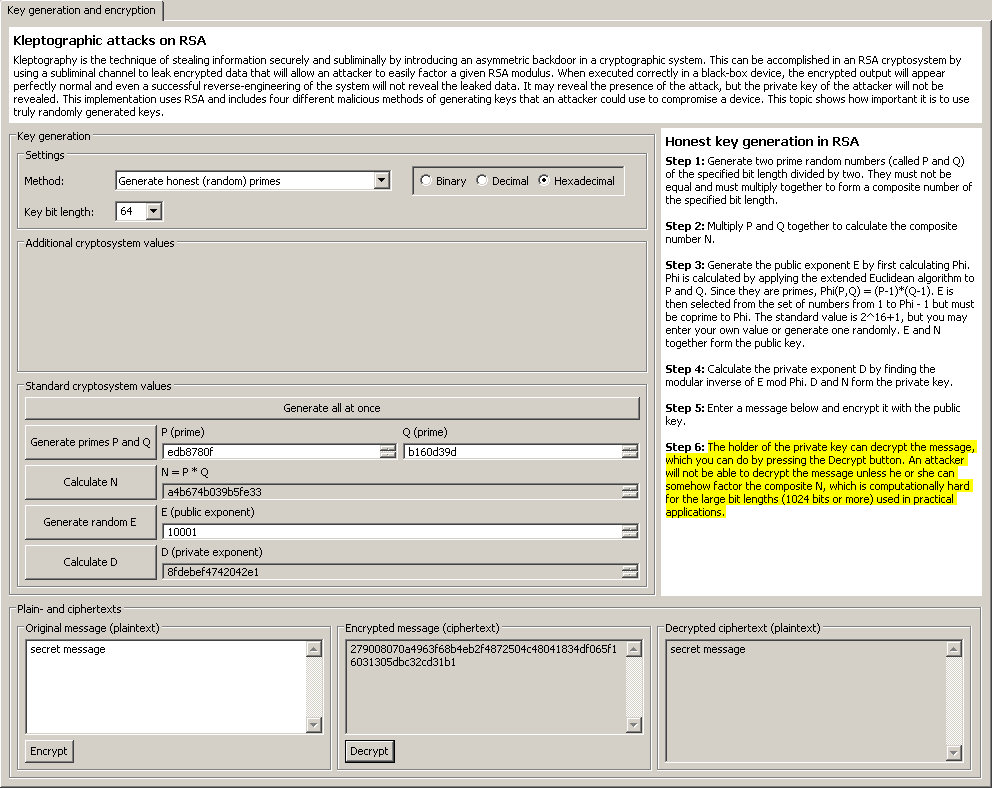 Key generation and encryption
Kleptographic attacks on RSA
Kleptography is the technique of stealing information securely and subliminally by introducing an asymmetric backdoor in a cryptographic system. This can be accomplished in an RSA cryptosystem by
using a subliminal channel to leak encrypted data that will allow an attacker to easily factor a given RSA modulus. When executed correctly in a black-box device, the encrypted output will appear
perfectly normal and even a successful reverse-engineering of the system will not reveal the leaked data. It may reveal the presence of the attack, but the private key of the attacker will not be
revealed. This implementation uses RSA and includes four different malicious methods of generating keys that an attacker could use to compromise a device. This topic shows how important it is to use
truly randomly generated keys.
Key generation
Settings
Method:
Generate honest (random) primes
Binary
Decimal
Hexadecimal
Key bit length:
64
Additional cryptosystem values
Standard cryptosystem values
Generate all at once
Generate primes P and Q
P (prime)
edb8780f
Q (prime)
b160d39d
Calculate N
N = P * Q
a4b674b039b5fe33
Generate random E
E (public exponent)
10001
Calculate D
D (private exponent)
8fdebef4742042e1
Honest key generation in RSA
Step 1: Generate two prime random numbers (called P and Q)
of the specified bit length divided by two. They must not be
equal and must multiply together to form a composite number of
the specified bit length.
Step 2: Multiply P and Q together to calculate the composite
number N.
Step 3: Generate the public exponent E by first calculating Phi.
Phi is calculated by applying the extended Euclidean algorithm to
P and Q. Since they are primes, Phi(P,Q) = (P-1)*(Q-1). E is
then selected from the set of numbers from 1 to Phi - 1 but must
be coprime to Phi. The standard value is 2^16+1, but you may
enter your own value or generate one randomly. E and N
together form the public key.
Step 4: Calculate the private exponent D by finding the
modular inverse of E mod Phi. D and N form the private key.
Step 5: Enter a message below and encrypt it with the public
key.
Step 6: The holder of the private key can decrypt the message,
which you can do by pressing the Decrypt button. An attacker
will not be able to decrypt the message unless he or she can
somehow factor the composite N, which is computationally hard
for the large bit lengths (1024 bits or more) used in practical
applications.
Plain- and ciphertexts
Original message (plaintext)
secret message
Encrypt
Encrypted message (ciphertext)
279008070a4963f68b4eb2f4872504c48041834df065f1
6031305dbc32cd31b1
Decrypt
Decrypted ciphertext (plaintext)
secret message